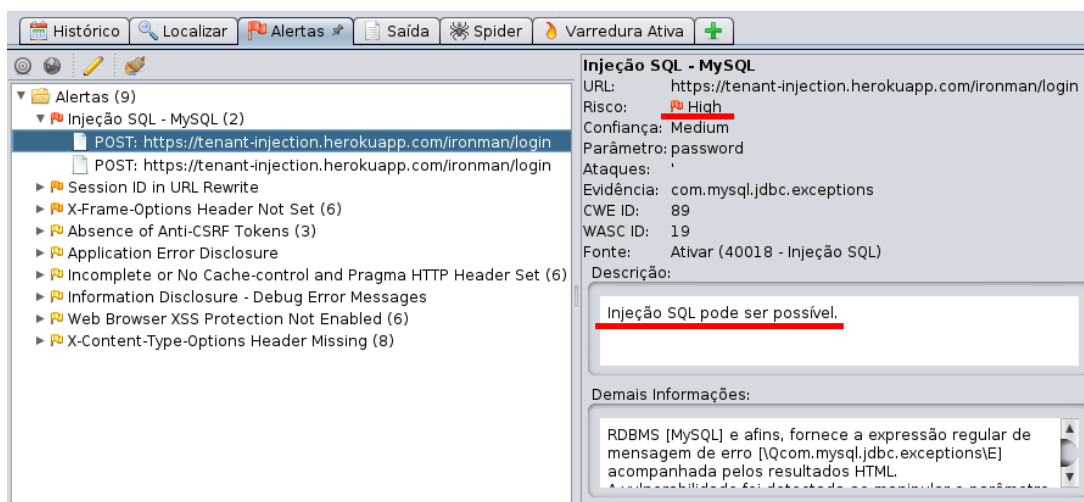 Histórico
Localizar
Alertas
Saída
Spider
Varredura Ativa
Alertas (9)
Injeção SQL - MySQL (2)
POST: https://tenant-injection.herokuapp.com/ironman/login
POST: https://tenant-injection.herokuapp.com/ironman/login
Session ID in URL Rewrite
X-Frame-Options Header Not Set (6)
Absence of Anti-CSRF Tokens (3)
Application Error Disclosure
Incomplete or No Cache-control and Pragma HTTP Header Set (6)
Information Disclosure - Debug Error Messages
Web Browser XSS Protection Not Enabled (6)
X-Content-Type-Options Header Missing (8)
Injeção SQL - MySQL
URL: https://tenant-injection.herokuapp.com/ironman/login
Risco: High
Confiança: Medium
Parâmetro: password
Ataques: '
Evidência: com.mysql.jdbc.exceptions
CWE ID: 89
WASC ID: 19
Fonte: Ativar (40018 - Injeção SQL)
Descrição:
Injeção SQL pode ser possível.
Demais Informações:
RDBMS [MySQL] e afins, fornece a expressão regular de
mensagem de erro [\Qcom.mysql.jdbc.exceptions\E]
acompanhada pelos resultados HTML.